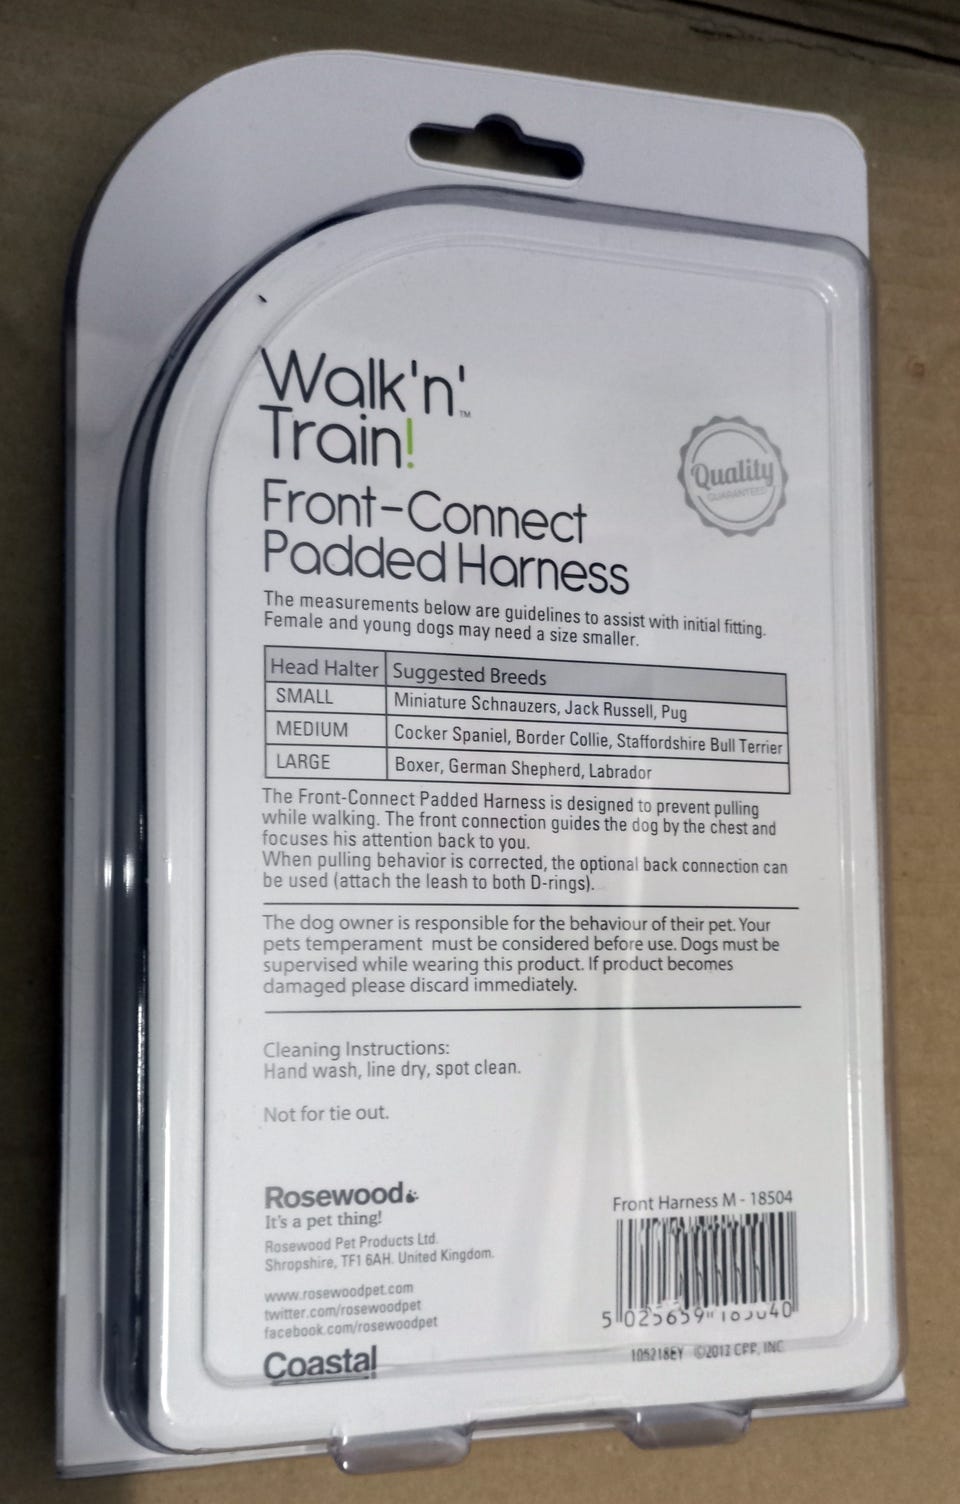 Walk'n'™
Train!
Quality
GUARANTEED
Front-Connect
Padded Harness
The measurements below are guidelines to assist with initial fitting.
Female and young dogs may need a size smaller.
Head Halter Suggested Breeds
SMALL Miniature Schnauzers, Jack Russell, Pug
MEDIUM Cocker Spaniel, Border Collie, Staffordshire Bull Terrier
LARGE Boxer, German Shepherd, Labrador
The Front-Connect Padded Harness is designed to prevent pulling
while walking. The front connection guides the dog by the chest and
focuses his attention back to you.
When pulling behavior is corrected, the optional back connection can
be used (attach the leash to both D-rings).
The dog owner is responsible for the behaviour of their pet. Your
pets temperament must be considered before use. Dogs must be
supervised while wearing this product. If product becomes
damaged please discard immediately.
Cleaning Instructions:
Hand wash, line dry, spot clean.
Not for tie out.
Rosewood
It's a pet thing!
Rosewood Pet Products Ltd.
Shropshire, TF1 6AH. United Kingdom.
www.rosewoodpet.com
twitter.com/rosewoodpet
facebook.com/rosewoodpet
Coastal
Front Harness M - 18504
5 025659
CPP, INC